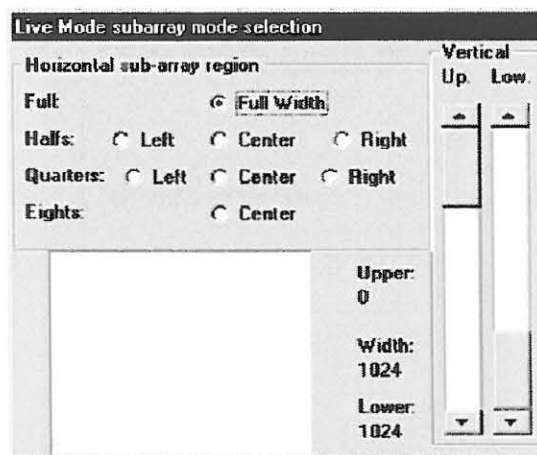 Live Mode subarray mode selection
Horizontal sub-array region
Full: Full Width
Halfs: Left Center Right
Quarters: Left Center Right
Eights: Center
Vertical
Up. Low.
Upper:
0
Width:
1024
Lower:
1024